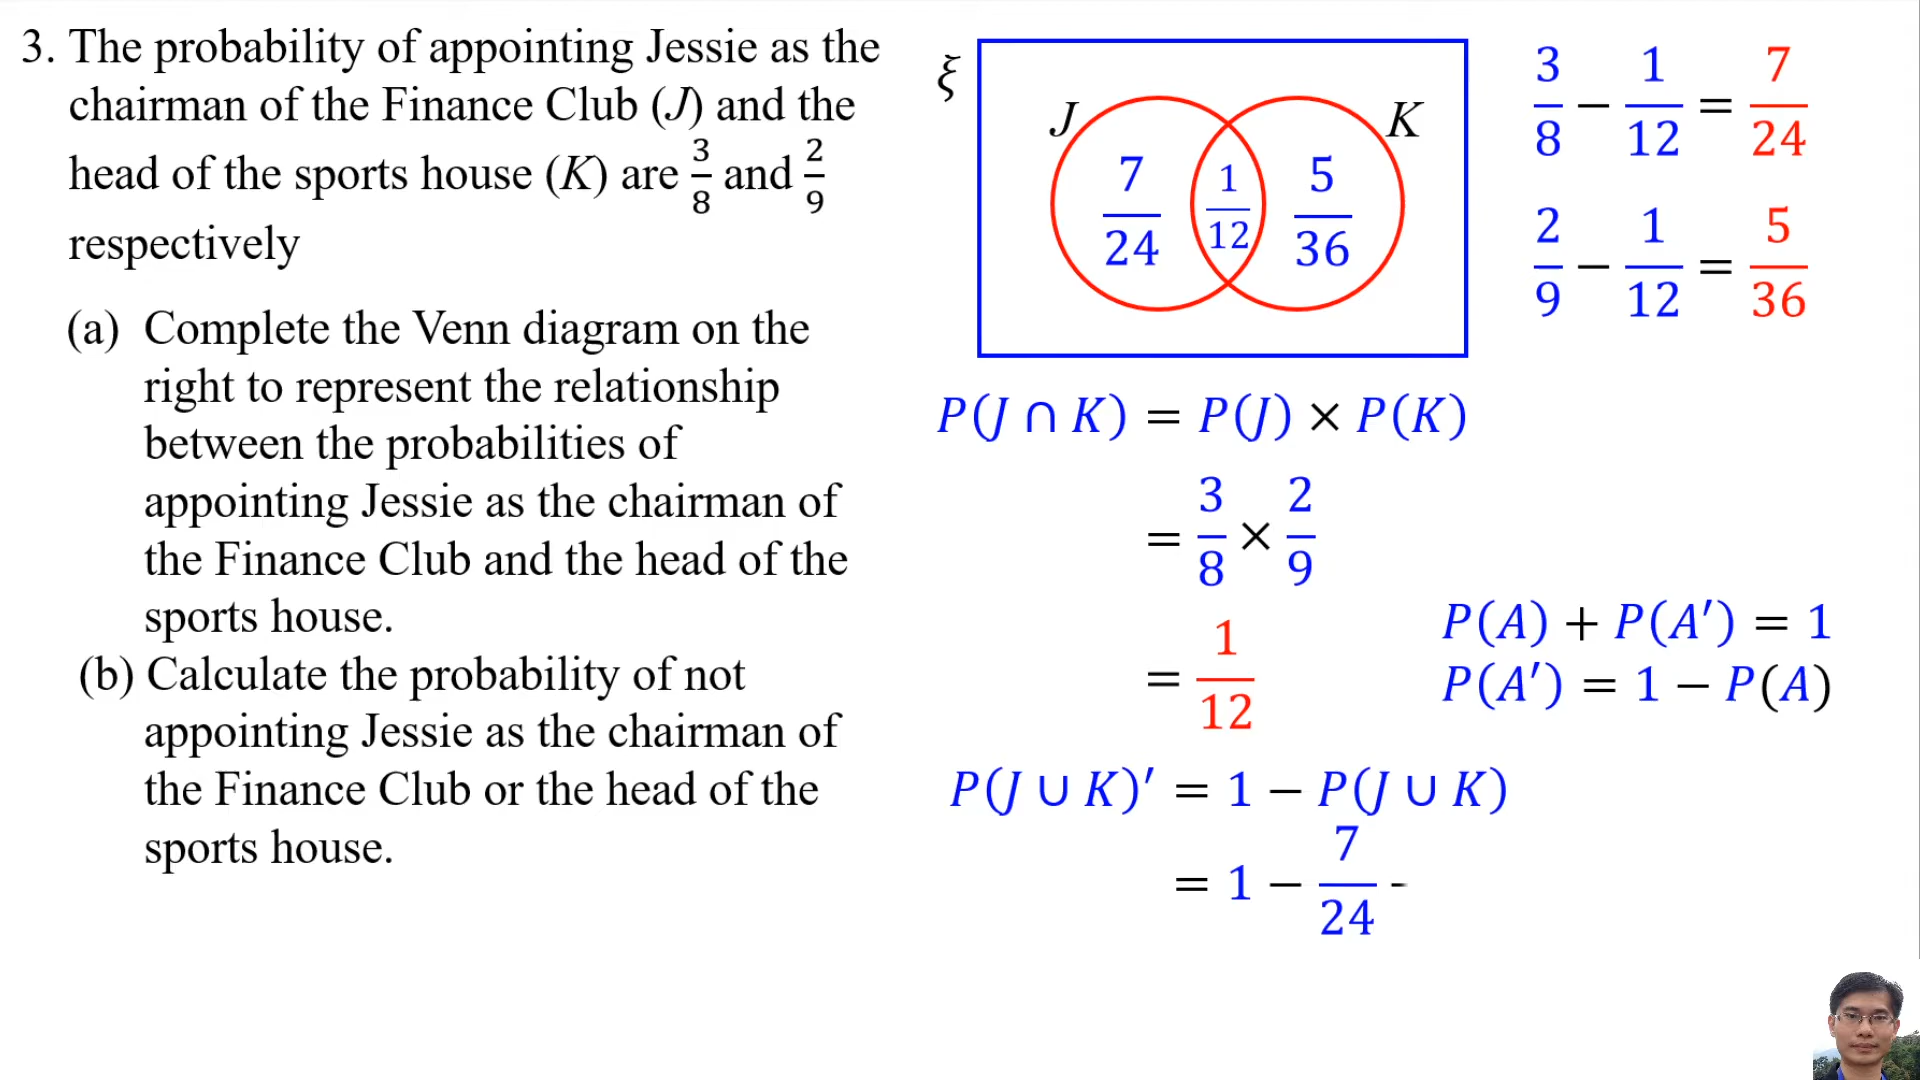 3. The probability of appointing Jessie as the
chairman of the Finance Club (J) and the
head of the sports house (K) are 3/8 and 2/9
respectively
(a) Complete the Venn diagram on the
right to represent the relationship
between the probabilities of
appointing Jessie as the chairman of
the Finance Club and the head of the
sports house.
(b) Calculate the probability of not
appointing Jessie as the chairman of
the Finance Club or the head of the
sports house.
ξ
J
K
7/24
1/12
5/36
3/8 − 1/12 = 7/24
2/9 − 1/12 = 5/36
P(J ∩ K) = P(J) × P(K)
= 3/8 × 2/9
= 1/12
P(A) + P(A′) = 1
P(A′) = 1 − P(A)
P(J ∪ K)′ = 1 − P(J ∪ K)
= 1 − 7/24 -